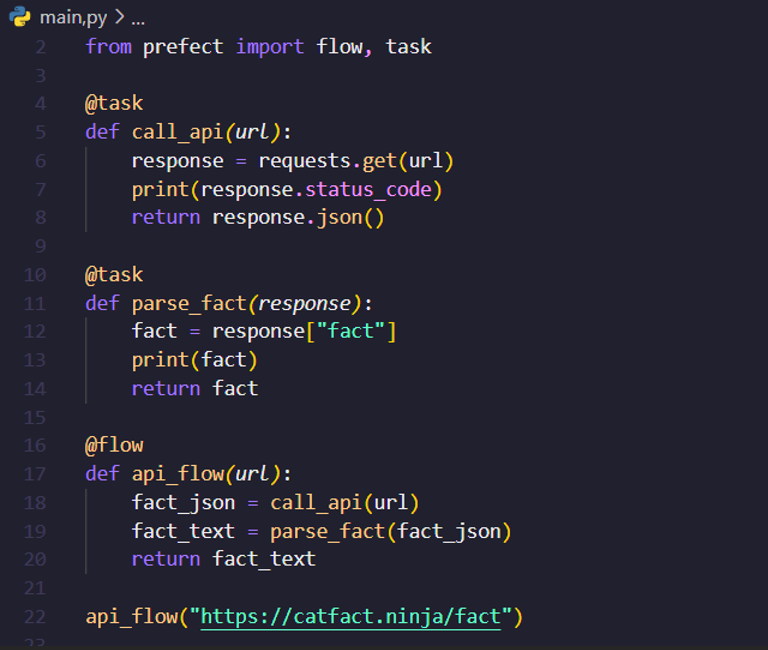 main,py > ...
2 from prefect import flow, task
3
4 @task
5 def call_api(url):
6     response = requests.get(url)
7     print(response.status_code)
8     return response.json()
9
10 @task
11 def parse_fact(response):
12     fact = response["fact"]
13     print(fact)
14     return fact
15
16 @flow
17 def api_flow(url):
18     fact_json = call_api(url)
19     fact_text = parse_fact(fact_json)
20     return fact_text
21
22 api_flow("https://catfact.ninja/fact")
23